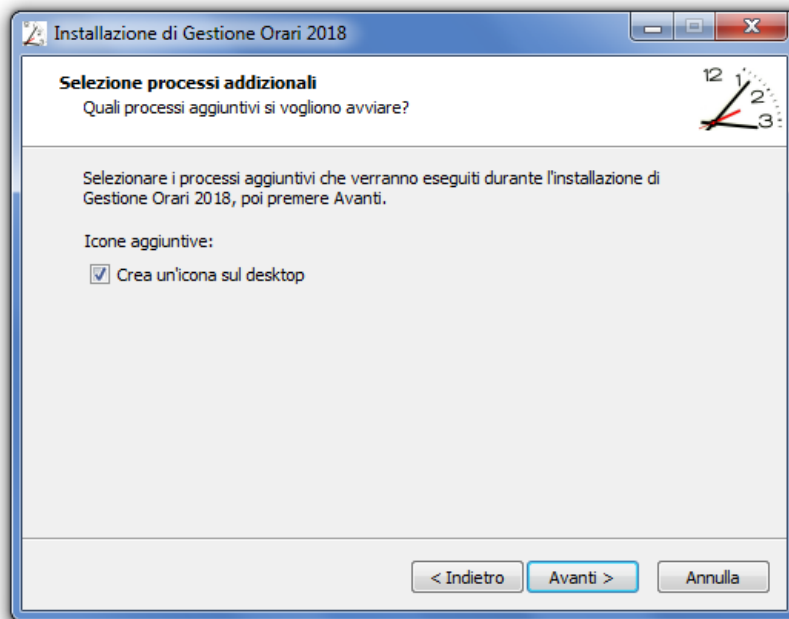 Installazione di Gestione Orari 2018
Selezione processi addizionali
Quali processi aggiuntivi si vogliono avviare?
12
1
2
3
Selezionare i processi aggiuntivi che verranno eseguiti durante l'installazione di
Gestione Orari 2018, poi premere Avanti.
Icone aggiuntive:
Crea un'icona sul desktop
< Indietro
Avanti >
Annulla